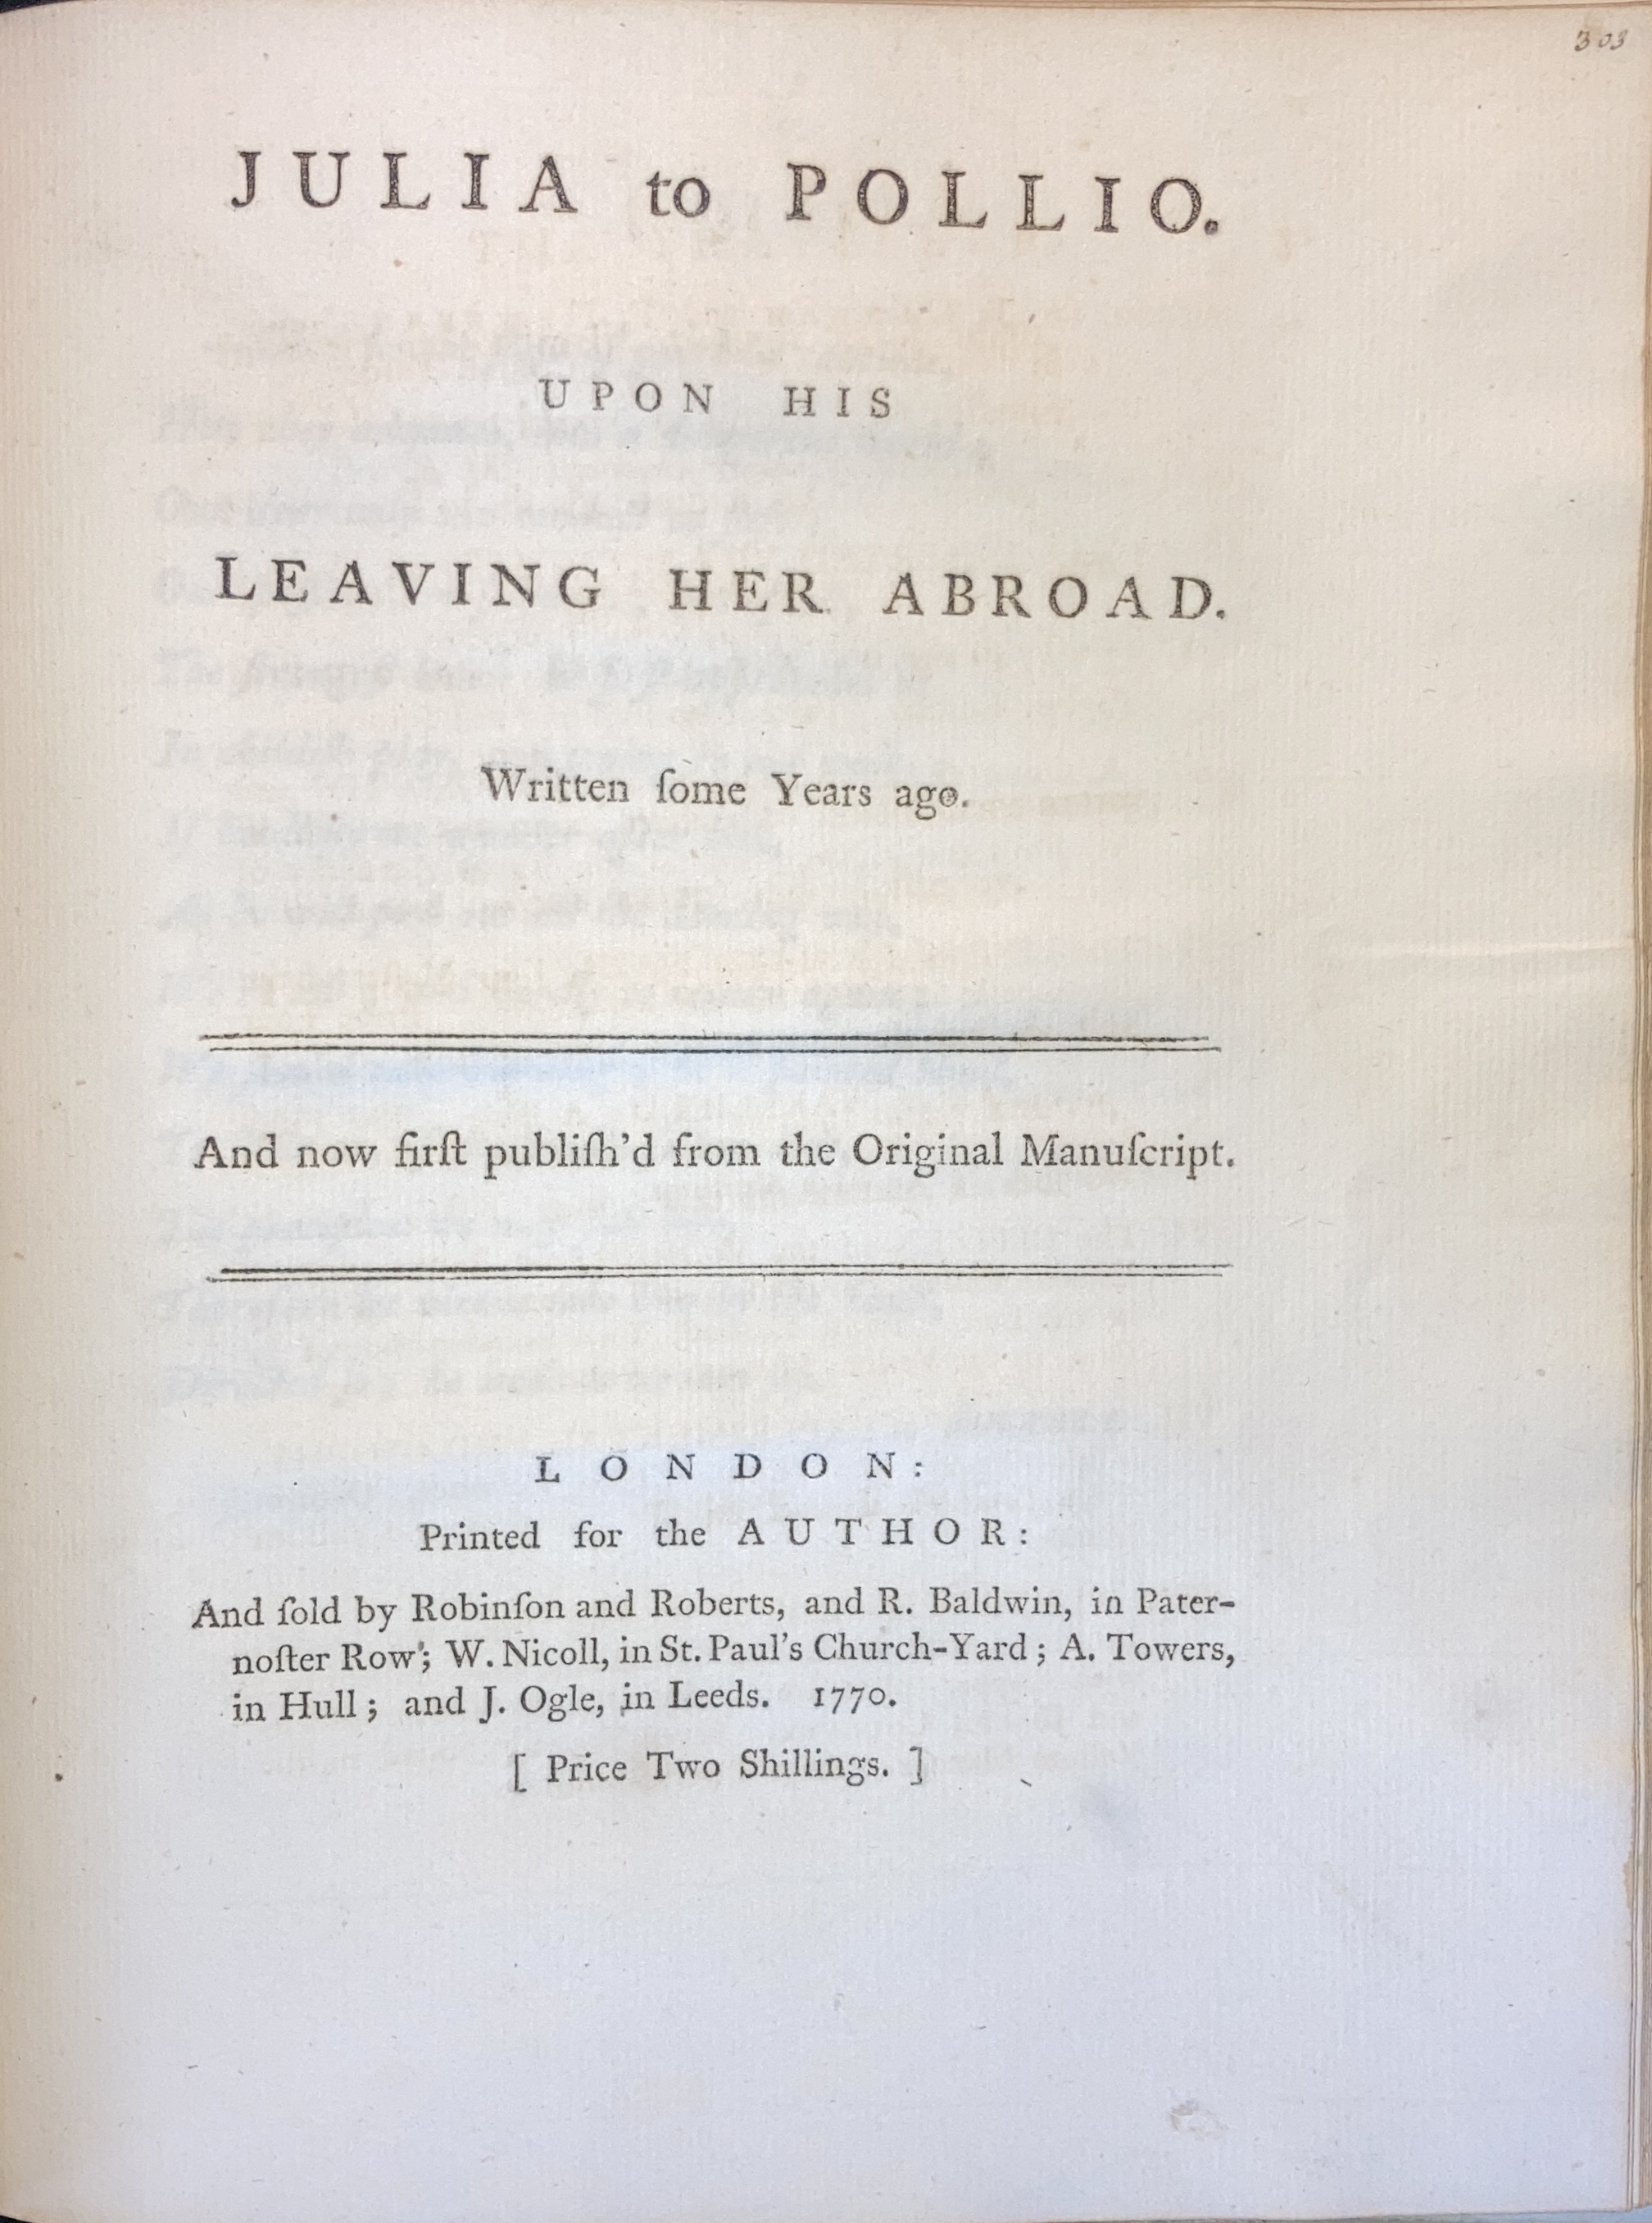 303
JULIA to POLLIO.
UPON HIS
LEAVING HER ABROAD.
Written ſome Years ago.
And now firſt publiſh'd from the Original Manuſcript.
LONDON:
Printed for the AUTHOR:
And ſold by Robinſon and Roberts, and R. Baldwin, in Pater-
noſter Row; W. Nicoll, in St. Paul's Church-Yard; A. Towers,
in Hull; and J. Ogle, in Leeds. 1770.
[ Price Two Shillings. ]